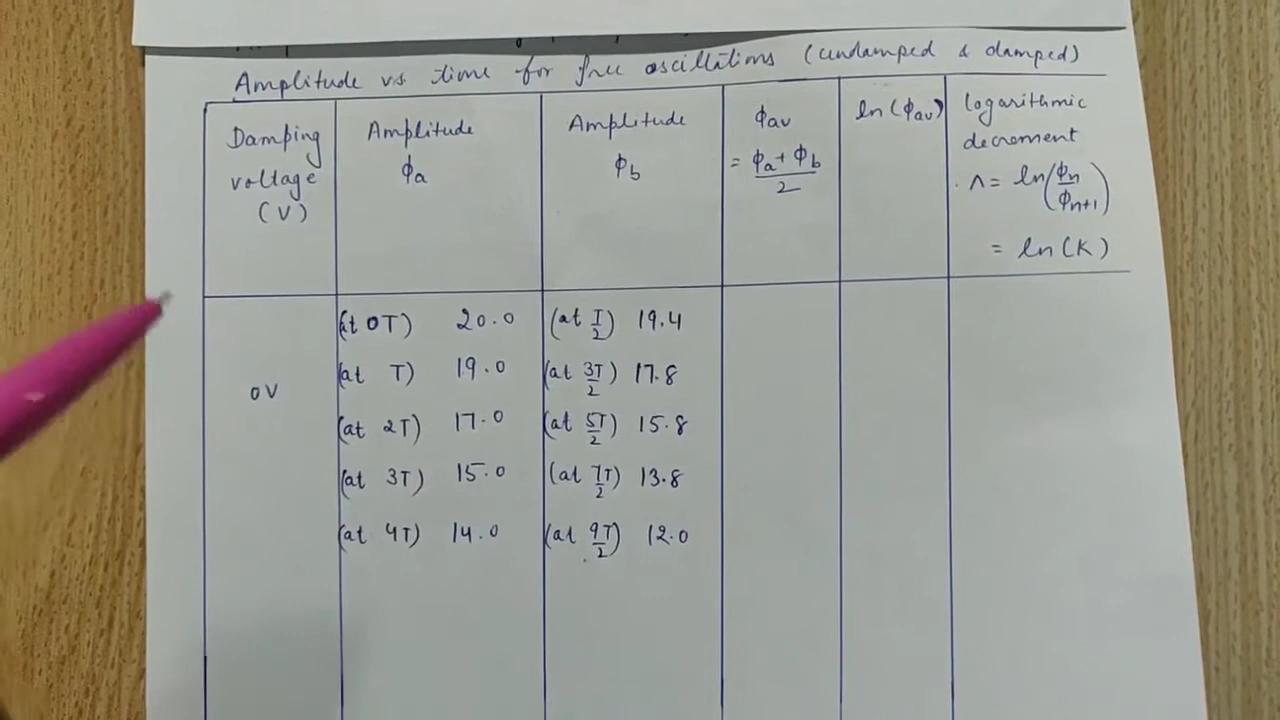 Amplitude vs time for free oscillations (undamped & damped)
Damping voltage (V)
Amplitude ϕa
Amplitude ϕb
ϕav = ϕa + ϕb / 2
ln(ϕav)
logarithmic decrement
Λ = ln(ϕn / ϕn+1)
= ln(K)
0V
(at 0T) 20.0 (at T/2) 19.4
(at T) 19.0 (at 3T/2) 17.8
(at 2T) 17.0 (at 5T/2) 15.8
(at 3T) 15.0 (at 7T/2) 13.8
(at 4T) 14.0 (at 9T/2) 12.0